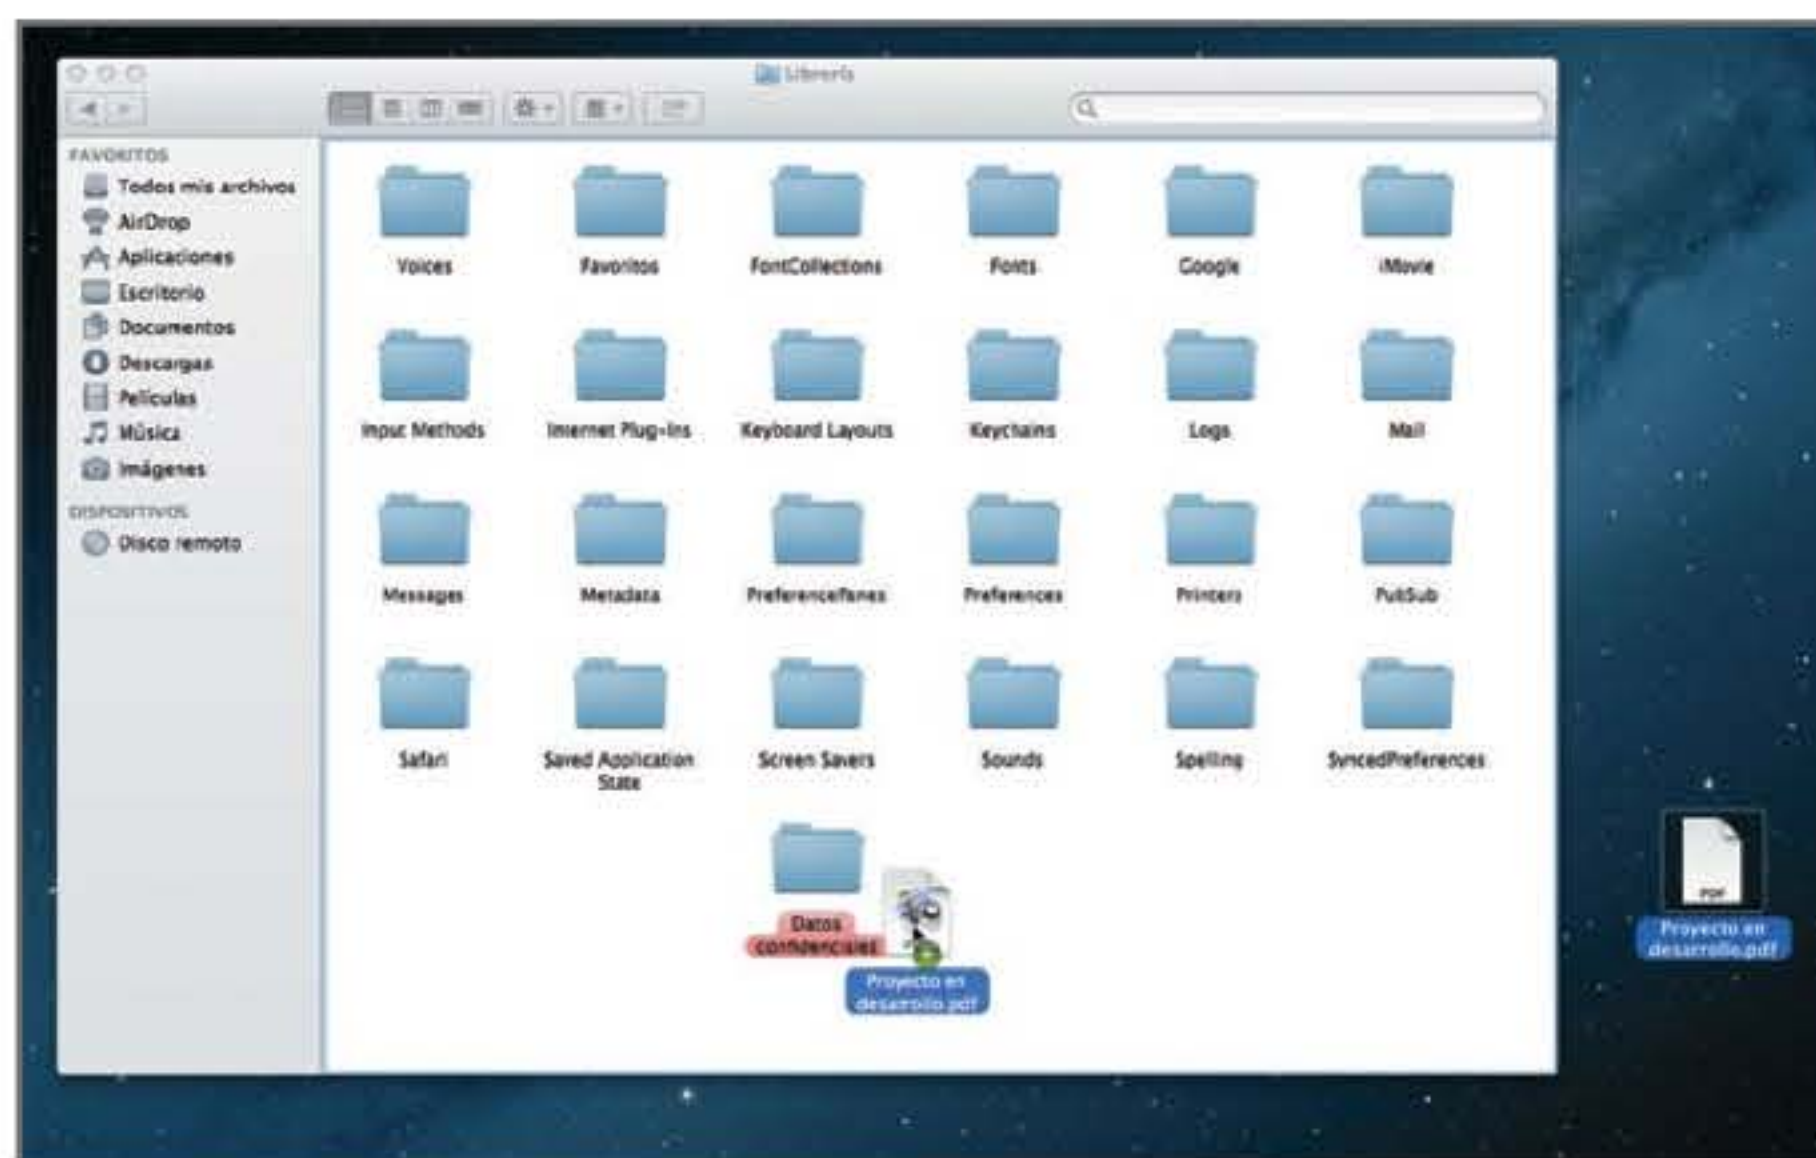 Librería
FAVORITOS
Todos mis archivos
AirDrop
Aplicaciones
Escritorio
Documentos
Descargas
Películas
Música
Imágenes
DISPOSITIVOS
Disco remoto
Voices
Favoritos
FontCollections
Fonts
Google
iMovie
Input Methods
Internet Plug-Ins
Keyboard Layouts
Keychains
Logs
Mail
Messages
Metadata
PreferencePanes
Preferences
Printers
PubSub
Safari
Saved Application
State
Screen Savers
Sounds
Spelling
SyncedPreferences
Datos
confidenciales
Proyecto en
desarrollo.pdf
PDF
Proyecto en
desarrollo.pdf